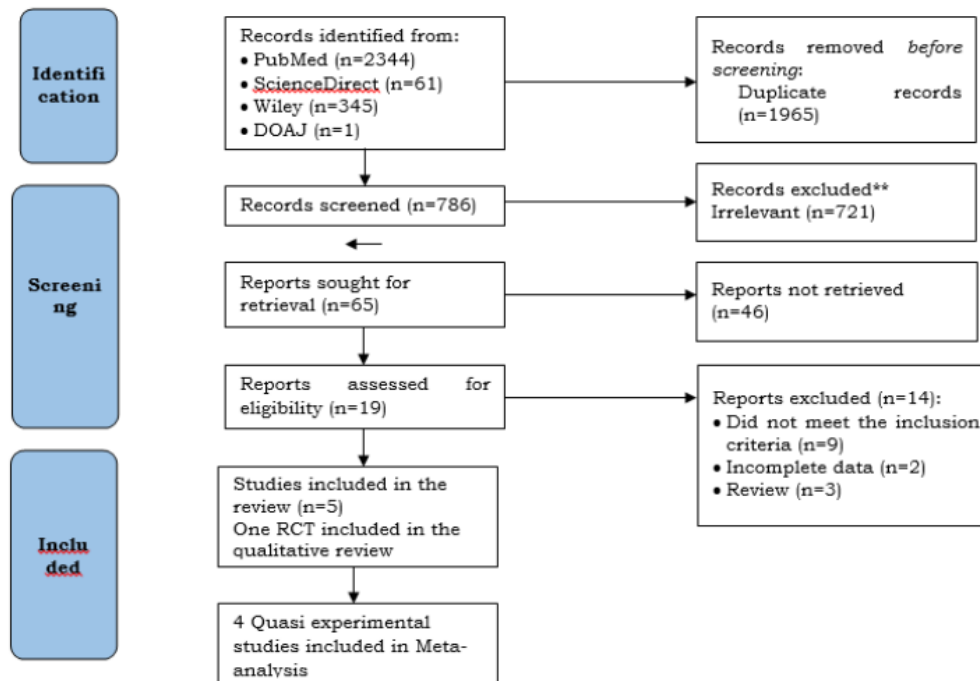 Identifi
cation
Records identified from:
• PubMed (n=2344)
• ScienceDirect (n=61)
• Wiley (n=345)
• DOAJ (n=1)
Records removed before
screening:
Duplicate records
(n=1965)
Screeni
ng
Records screened (n=786)
Records excluded**
Irrelevant (n=721)
Reports sought for
retrieval (n=65)
Reports not retrieved
(n=46)
Reports assessed for
eligibility (n=19)
Reports excluded (n=14):
• Did not meet the inclusion
criteria (n=9)
• Incomplete data (n=2)
• Review (n=3)
Inclu
ded
Studies included in the
review (n=5)
One RCT included in the
qualitative review
4 Quasi experimental
studies included in Meta-
analysis